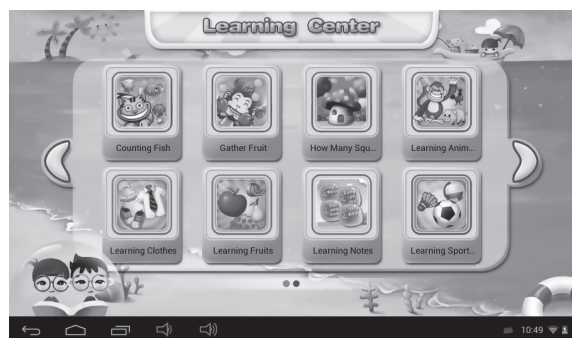 Learning Center
Counting Fish
Gather Fruit
How Many Squ...
Learning Anim...
Learning Clothes
Learning Fruits
Learning Notes
Learning Sport...
10:49